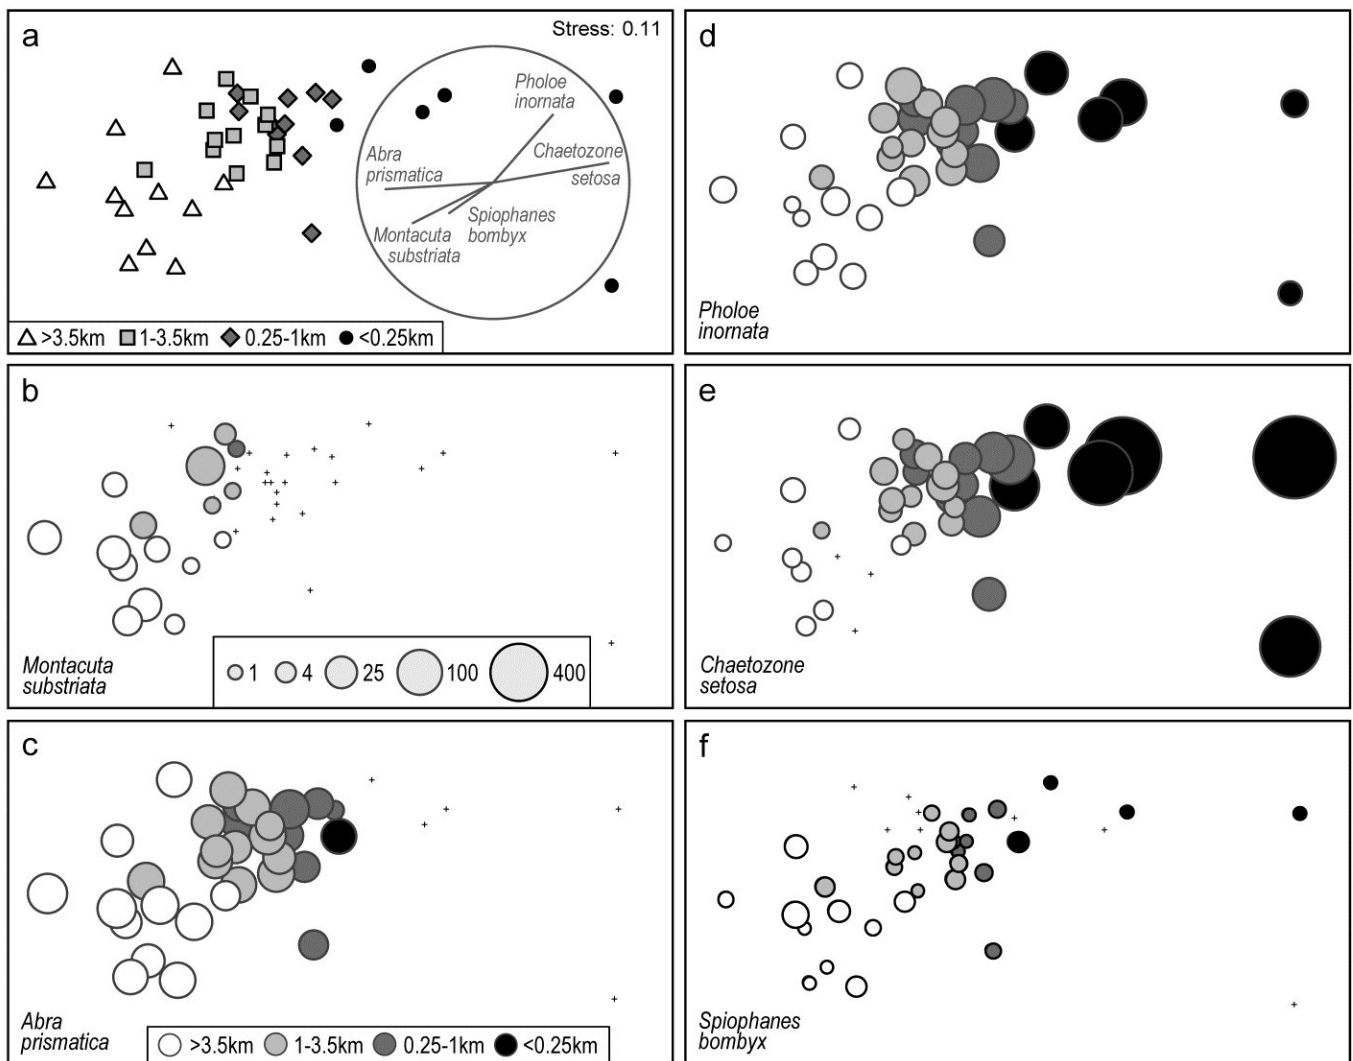 a
Stress: 0.11
Pholoe
inornata
Chaetozone
setosa
Abra
prismatica
Spiophanes
bombyx
Montacuta
substriata
>3.5km 1-3.5km 0.25-1km <0.25km
b
Montacuta
substriata
1 4 25 100 400
c
Abra
prismatica
>3.5km 1-3.5km 0.25-1km <0.25km
d
Pholoe
inornata
e
Chaetozone
setosa
f
Spiophanes
bombyx